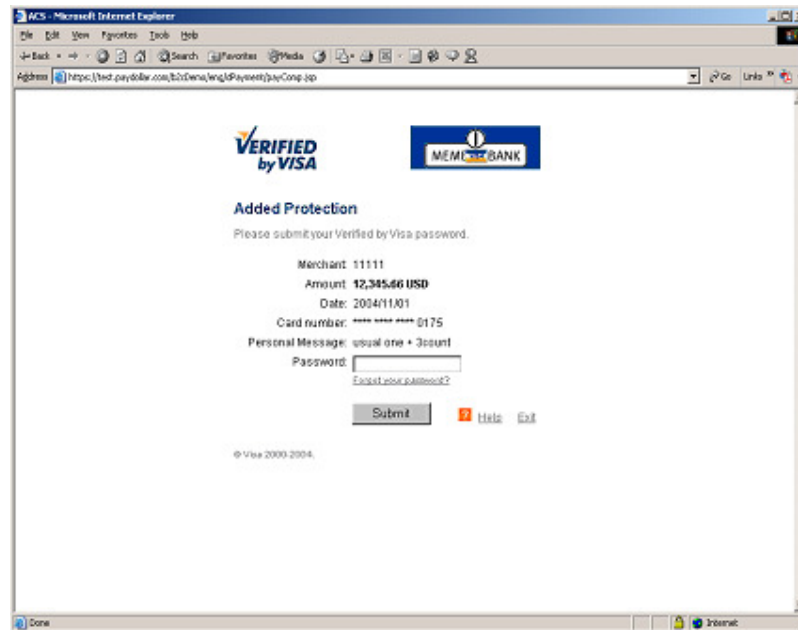 ACS - Microsoft Internet Explorer
File Edit View Favorites Tools Help
Back Search Favorites Media
Address https://test.paydollar.com/b2cDemo/eng/dPayment/payComp.jsp Go Links »
VERIFIED
by VISA
MEMBER BANK
Added Protection
Please submit your Verified by Visa password.
Merchant: 11111
Amount: 12,345.66 USD
Date: 2004/11/01
Card number: **** **** **** 0175
Personal Message: usual one + 3count
Password:
Forgot your password?
Submit ? Help Exit
© Visa 2000-2004.
Done Internet